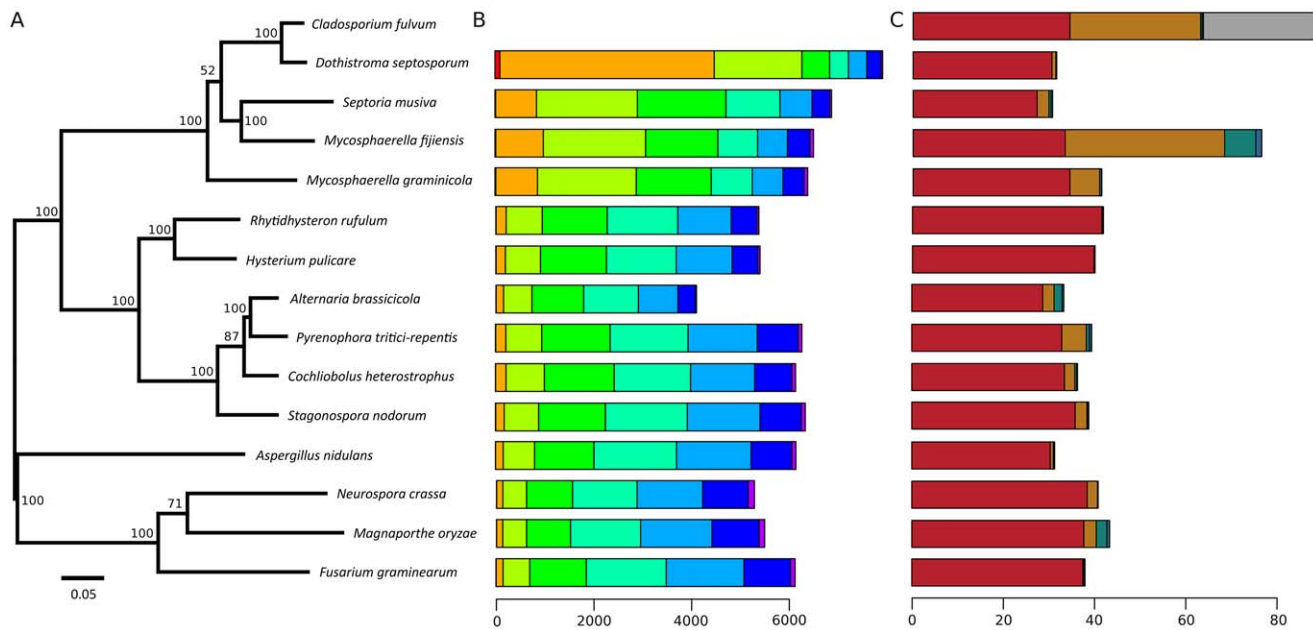 A
B
C
Cladosporium fulvum
100
Dothistroma septosporum
52
Septoria musiva
100
100
Mycosphaerella fijiensis
Mycosphaerella graminicola
100
Rhytidhysteron rufulum
100
Hysterium pulicare
100
Alternaria brassicicola
100
Pyrenophora tritici-repentis
87
Cochliobolus heterostrophus
100
Stagonospora nodorum
Aspergillus nidulans
100
Neurospora crassa
71
Magnaporthe oryzae
100
Fusarium graminearum
0.05
0 2000 4000 6000
0 20 40 60 80